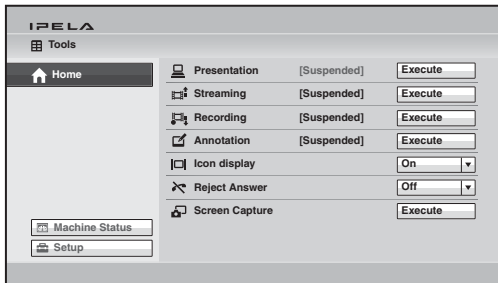 IPELA
Tools
Home
Presentation [Suspended] Execute
Streaming [Suspended] Execute
Recording [Suspended] Execute
Annotation [Suspended] Execute
Icon display On
Reject Answer Off
Screen Capture Execute
Machine Status
Setup